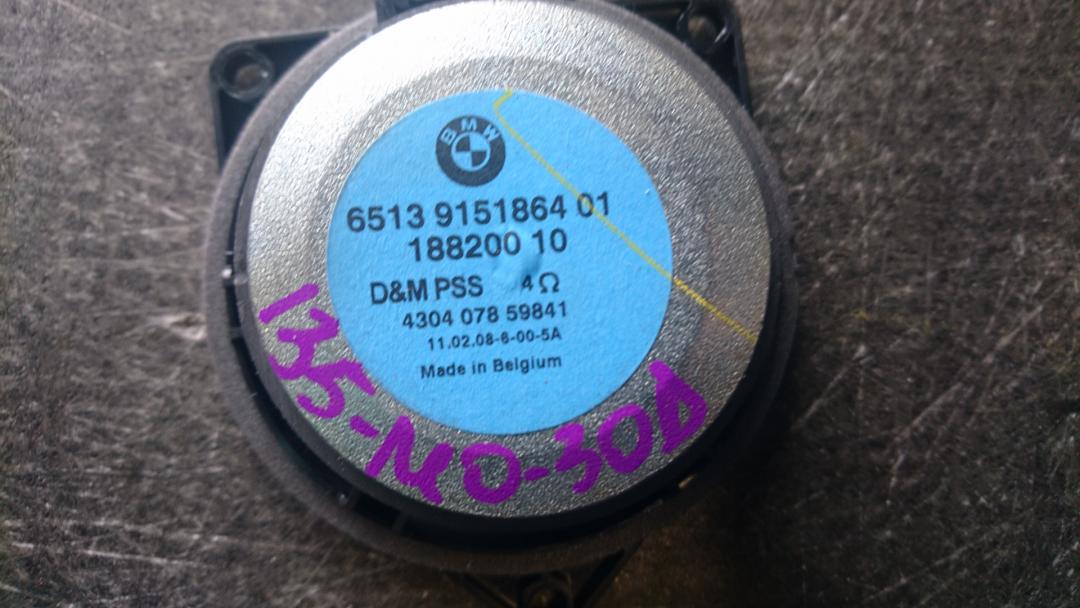 BMW
6513 9151864 01
188200 10
D&M PSS 4Ω
4304 078 59841
11.02.08-6-00-5A
Made in Belgium
135-MO-30Д